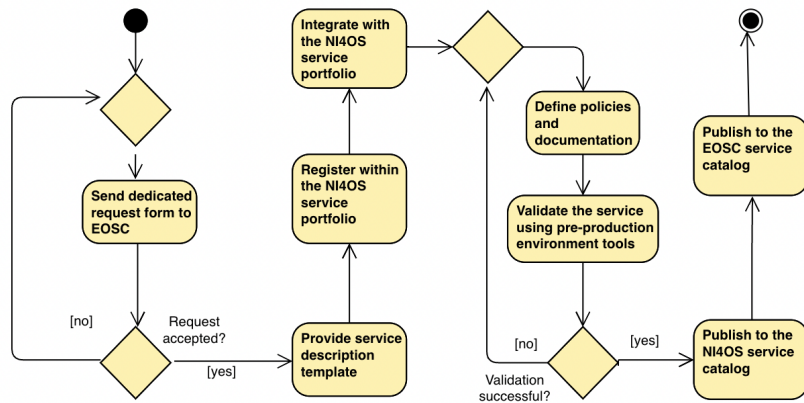 Send dedicated
request form to
EOSC
[no]
Request
accepted?
[yes]
Provide service
description
template
Register within
the NI4OS
service
portfolio
Integrate with
the NI4OS
service
portfolio
Define policies
and
documentation
Validate the service
using pre-production
environment tools
[no]
Validation
successful?
[yes]
Publish to the
NI4OS service
catalog
Publish to the
EOSC service
catalog